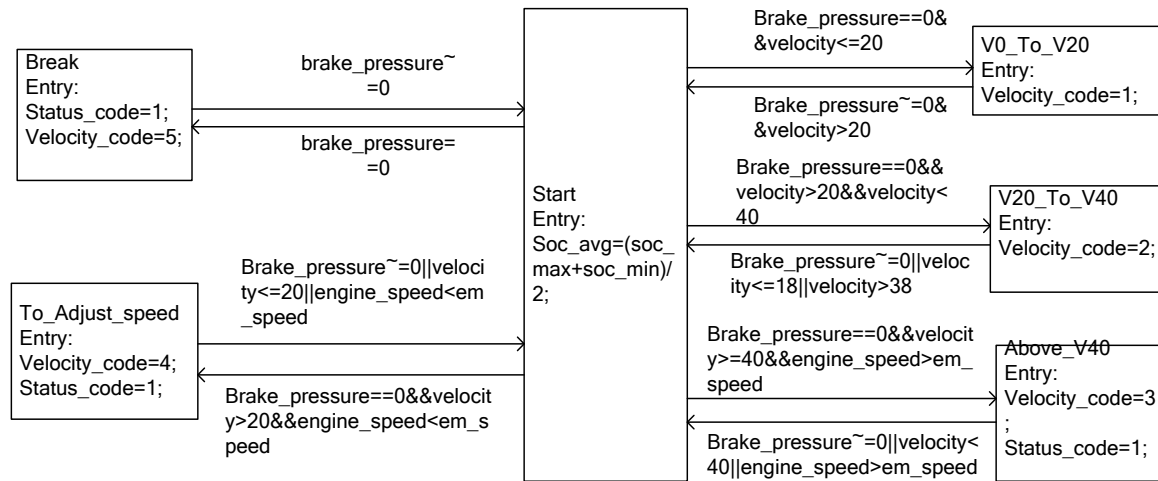 Break
Entry:
Status_code=1;
Velocity_code=5;
brake_pressure~
=0
brake_pressure=
=0
To_Adjust_speed
Entry:
Velocity_code=4;
Status_code=1;
Brake_pressure~=0||veloci
ty<=20||engine_speed<em
_speed
Brake_pressure==0&&velocit
y>20&&engine_speed<em_s
peed
Start
Entry:
Soc_avg=(soc_
max+soc_min)/
2;
Brake_pressure==0&
&velocity<=20
Brake_pressure~=0&
&velocity>20
V0_To_V20
Entry:
Velocity_code=1;
Brake_pressure==0&&
velocity>20&&velocity<
40
Brake_pressure~=0||veloc
ity<=18||velocity>38
V20_To_V40
Entry:
Velocity_code=2;
Brake_pressure==0&&velocit
y>=40&&engine_speed>em_
speed
Brake_pressure~=0||velocity<
40||engine_speed>em_speed
Above_V40
Entry:
Velocity_code=3
;
Status_code=1;